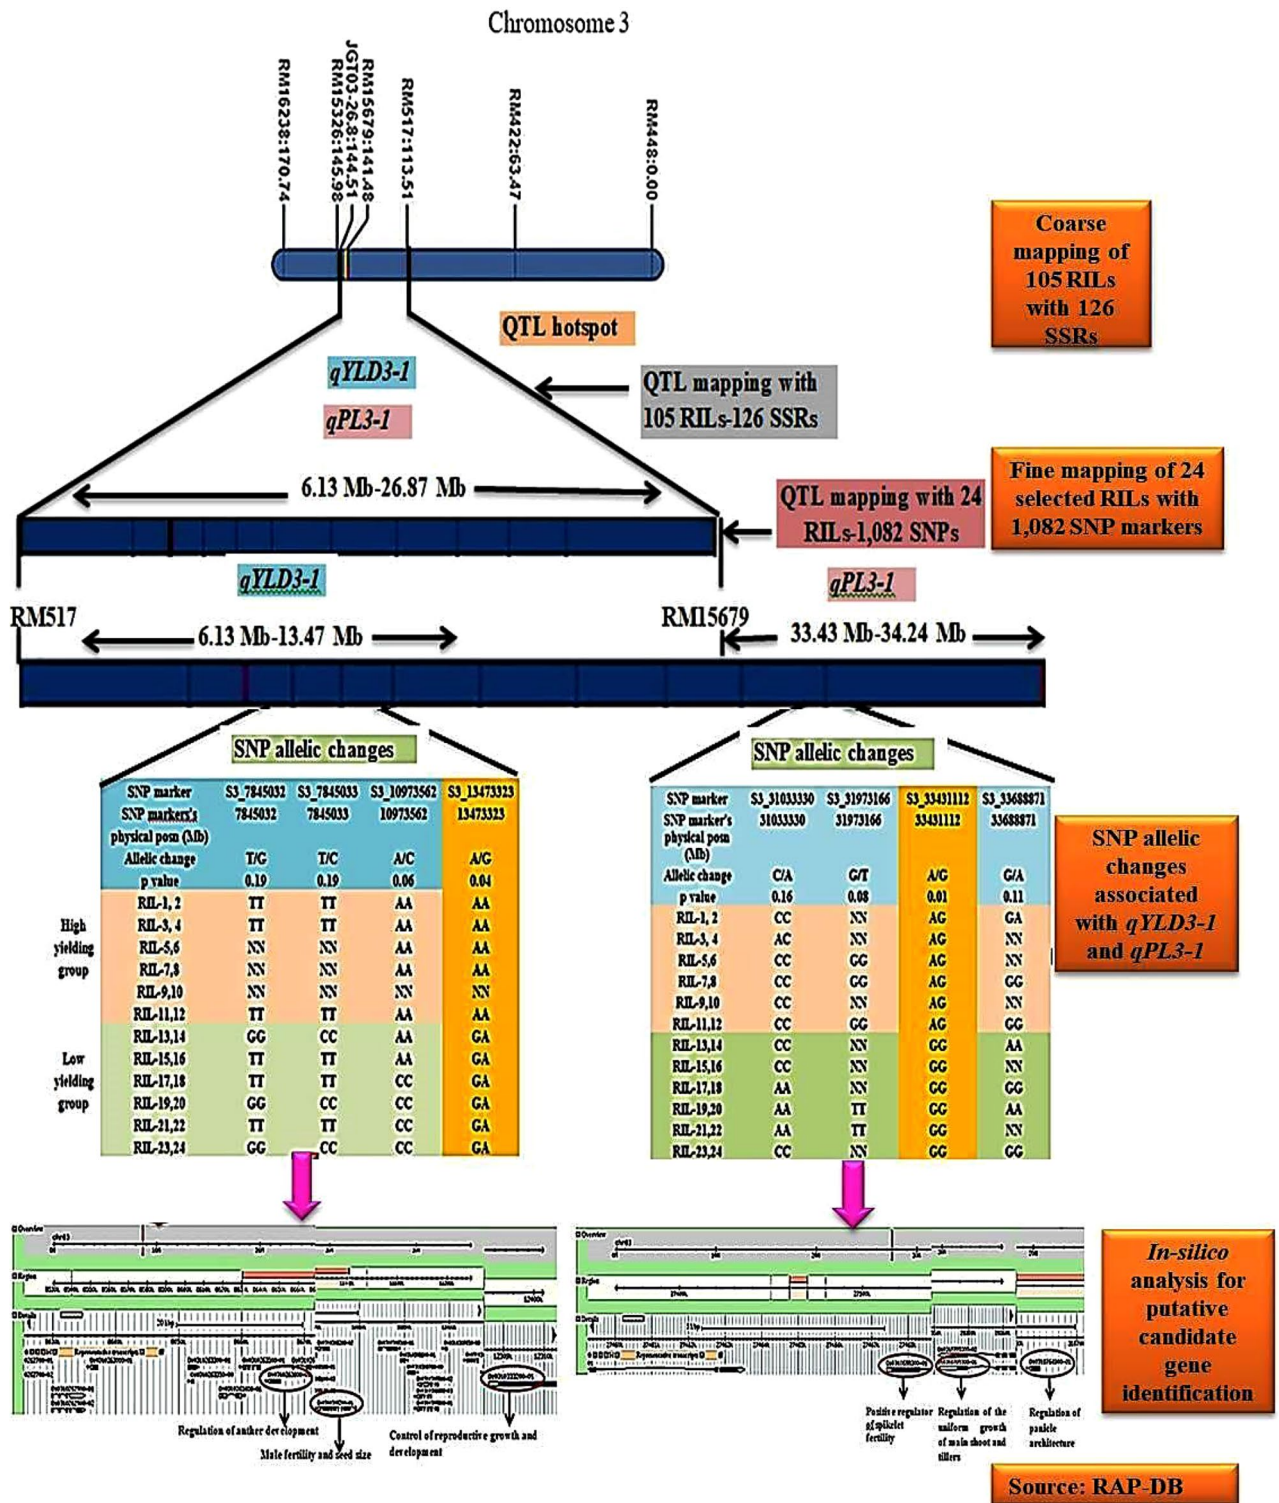 Chromosome 3
RM16238:170.74
RM15326:145.98
JGT03-26.8:144.51
RM15679:141.48
RM517:113.51
RM422:63.47
RM448:0.00
Coarse
mapping of
105 RILs
with 126
SSRs
QTL hotspot
qYLD3-1
qPL3-1
QTL mapping with
105 RILs-126 SSRs
6.13 Mb-26.87 Mb
QTL mapping with 24
RILs-1,082 SNPs
Fine mapping of 24
selected RILs with
1,082 SNP markers
qYLD3-1
qPL3-1
RM517
RM15679
6.13 Mb-13.47 Mb
33.43 Mb-34.24 Mb
SNP allelic changes
SNP marker S3_7845032 S3_7845033 S3_10973562 S3_13473323
SNP markers's 7845032 7845033 10973562 13473323
physical posn (Mb)
Allelic change T/G T/C A/C A/G
p value 0.19 0.19 0.06 0.04
High
yielding
group
RIL-1, 2 TT TT AA AA
RIL-3, 4 TT TT AA AA
RIL-5,6 NN NN AA AA
RIL-7,8 NN NN AA AA
RIL-9,10 NN NN NN NN
RIL-11,12 TT TT AA AA
Low
yielding
group
RIL-13,14 GG CC AA GA
RIL-15,16 TT TT AA GA
RIL-17,18 TT TT CC GA
RIL-19,20 GG CC CC GA
RIL-21,22 TT TT CC GA
RIL-23,24 GG CC CC GA
SNP allelic changes
SNP marker S3_31033330 S3_31973166 S3_33431112 S3_33688871
SNP marker's 31033330 31973166 33431112 33688871
physical posn
(Mb)
Allelic change C/A G/T A/G G/A
p value 0.16 0.08 0.01 0.11
RIL-1, 2 CC NN AG GA
RIL-3, 4 AC NN AG NN
RIL-5,6 CC GG AG NN
RIL-7,8 CC GG AG GG
RIL-9,10 CC NN AG NN
RIL-11,12 CC GG AG GG
RIL-13,14 CC NN GG AA
RIL-15,16 CC NN GG NN
RIL-17,18 AA NN GG GG
RIL-19,20 AA TT GG AA
RIL-21,22 AA TT GG NN
RIL-23,24 CC NN GG GG
SNP allelic
changes
associated
with qYLD3-1
and qPL3-1
Overview
chr03
Region
Details
Representative transcripts
Regulation of anther development
Male fertility and seed size
Control of reproductive growth and
development
Overview
chr03
Region
Details
Representative transcripts
Positive regulator
of spikelet
fertility
Regulation of the
uniform growth
of main shoot and
tillers
Regulation of
panicle
architecture
In-silico
analysis for
putative
candidate
gene
identification
Source: RAP-DB